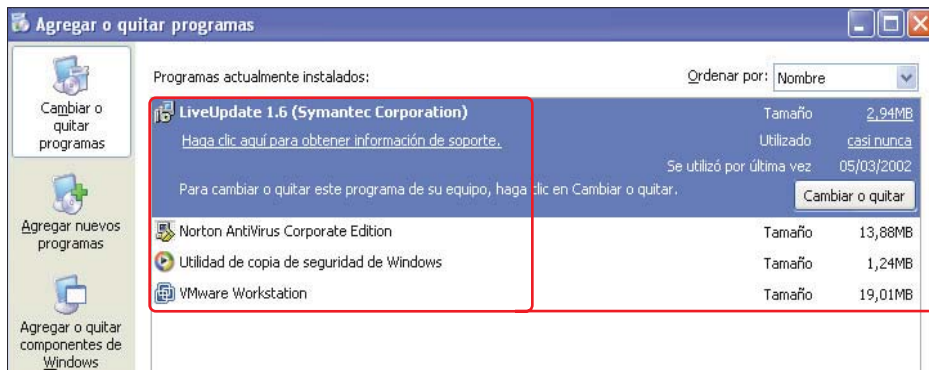 Agregar o quitar programas
Cambiar o
quitar
programas
Agregar nuevos
programas
Agregar o quitar
componentes de
Windows
Programas actualmente instalados:
Ordenar por: Nombre
LiveUpdate 1.6 (Symantec Corporation) Tamaño 2,94MB
Haga clic aquí para obtener información de soporte. Utilizado casi nunca
Se utilizó por última vez 05/03/2002
Para cambiar o quitar este programa de su equipo, haga clic en Cambiar o quitar. Cambiar o quitar
Norton AntiVirus Corporate Edition Tamaño 13,88MB
Utilidad de copia de seguridad de Windows Tamaño 1,24MB
VMware Workstation Tamaño 19,01MB